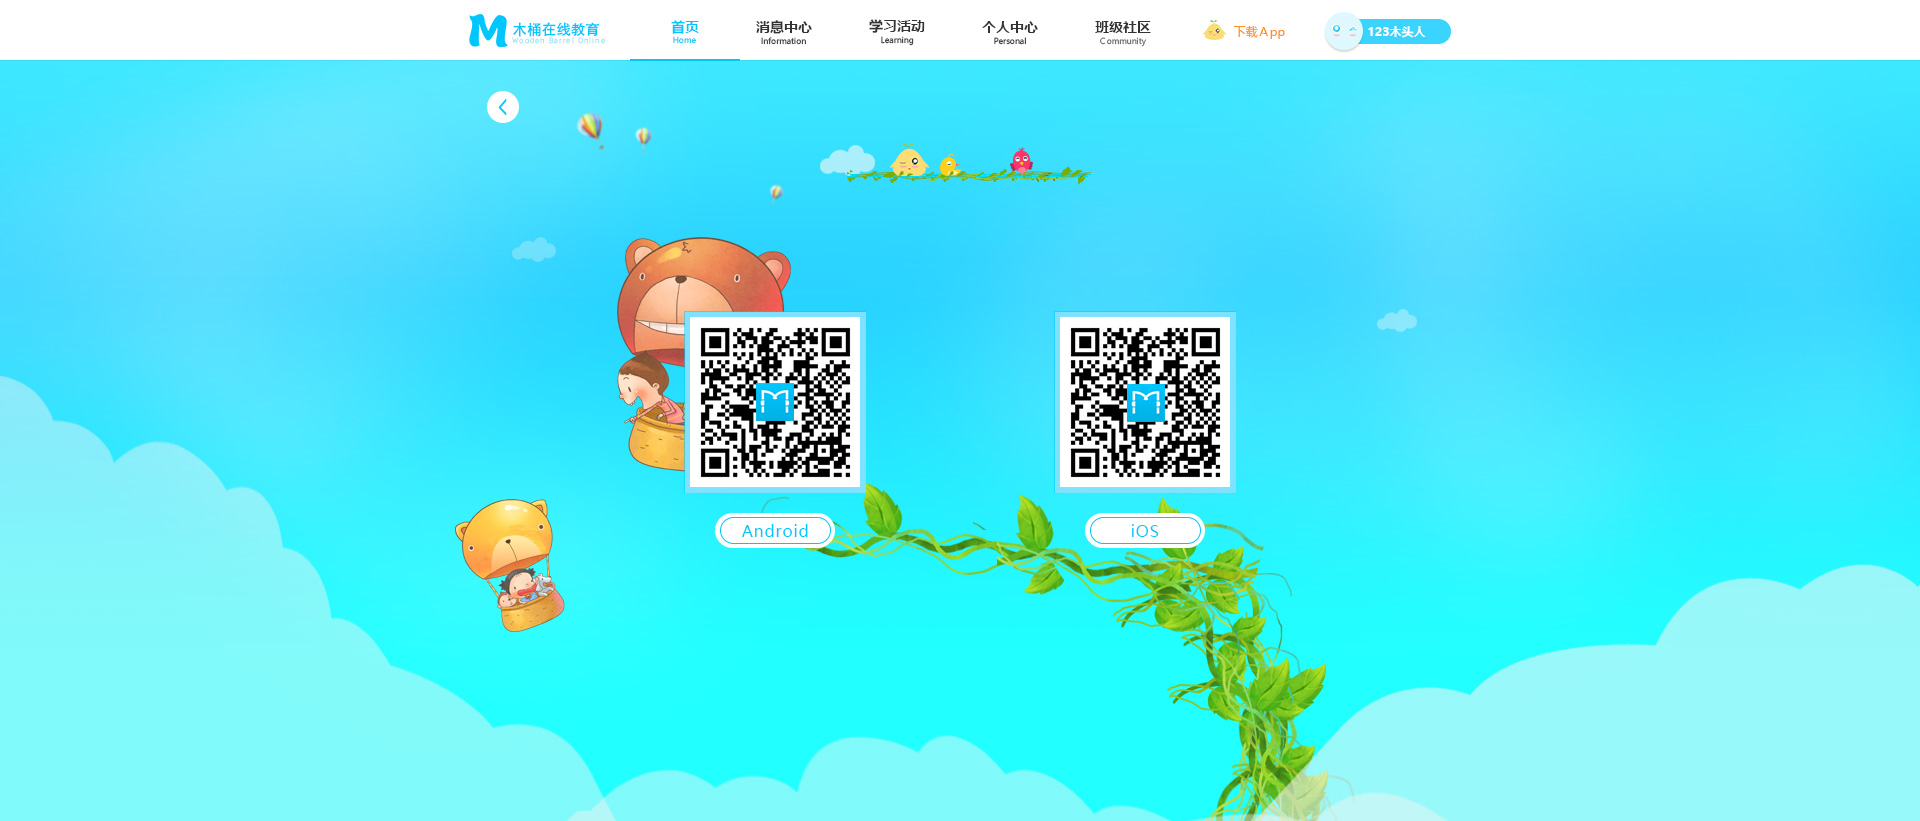 木桶在线教育
Wooden Barrel Online
首页
Home
消息中心
Information
学习活动
Learning
个人中心
Personal
班级社区
Community
下载App
123木头人
Android
iOS